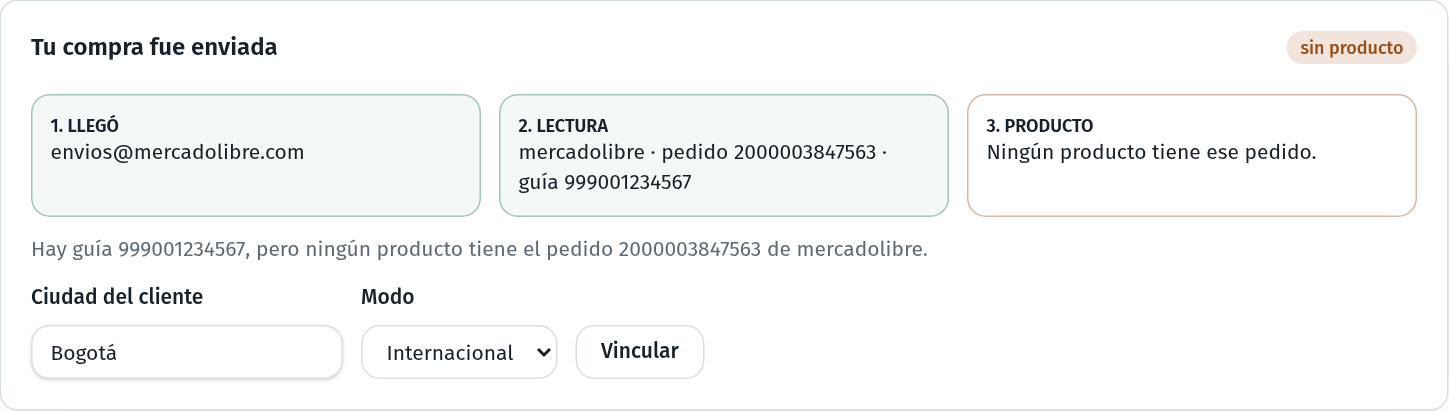 Tu compra fue enviada
sin producto
1. LLEGÓ
envios@mercadolibre.com
2. LECTURA
mercadolibre · pedido 2000003847563 ·
guía 999001234567
3. PRODUCTO
Ningún producto tiene ese pedido.
Hay guía 999001234567, pero ningún producto tiene el pedido 2000003847563 de mercadolibre.
Ciudad del cliente
Modo
Bogotá
Internacional
Vincular